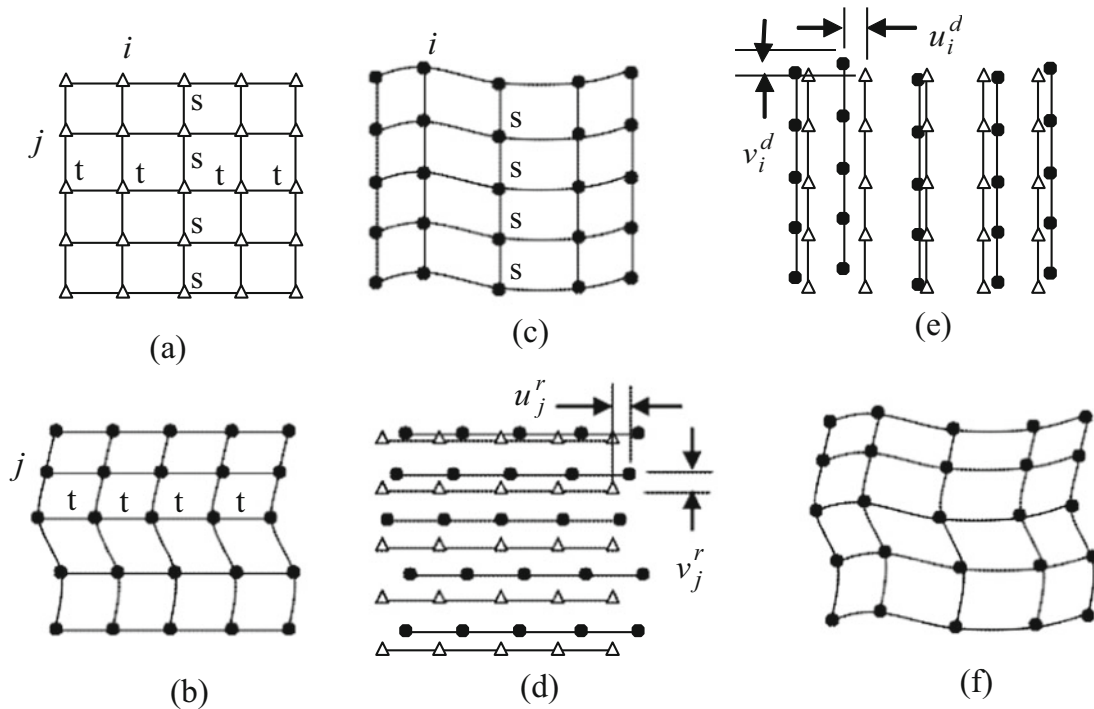 i
s
j
s
t t t t
s
s
(a)
i
s
s
s
s
(c)
u_i^d
v_i^d
(e)
j
t t t t
(b)
u_j^r
v_j^r
(d)
(f)